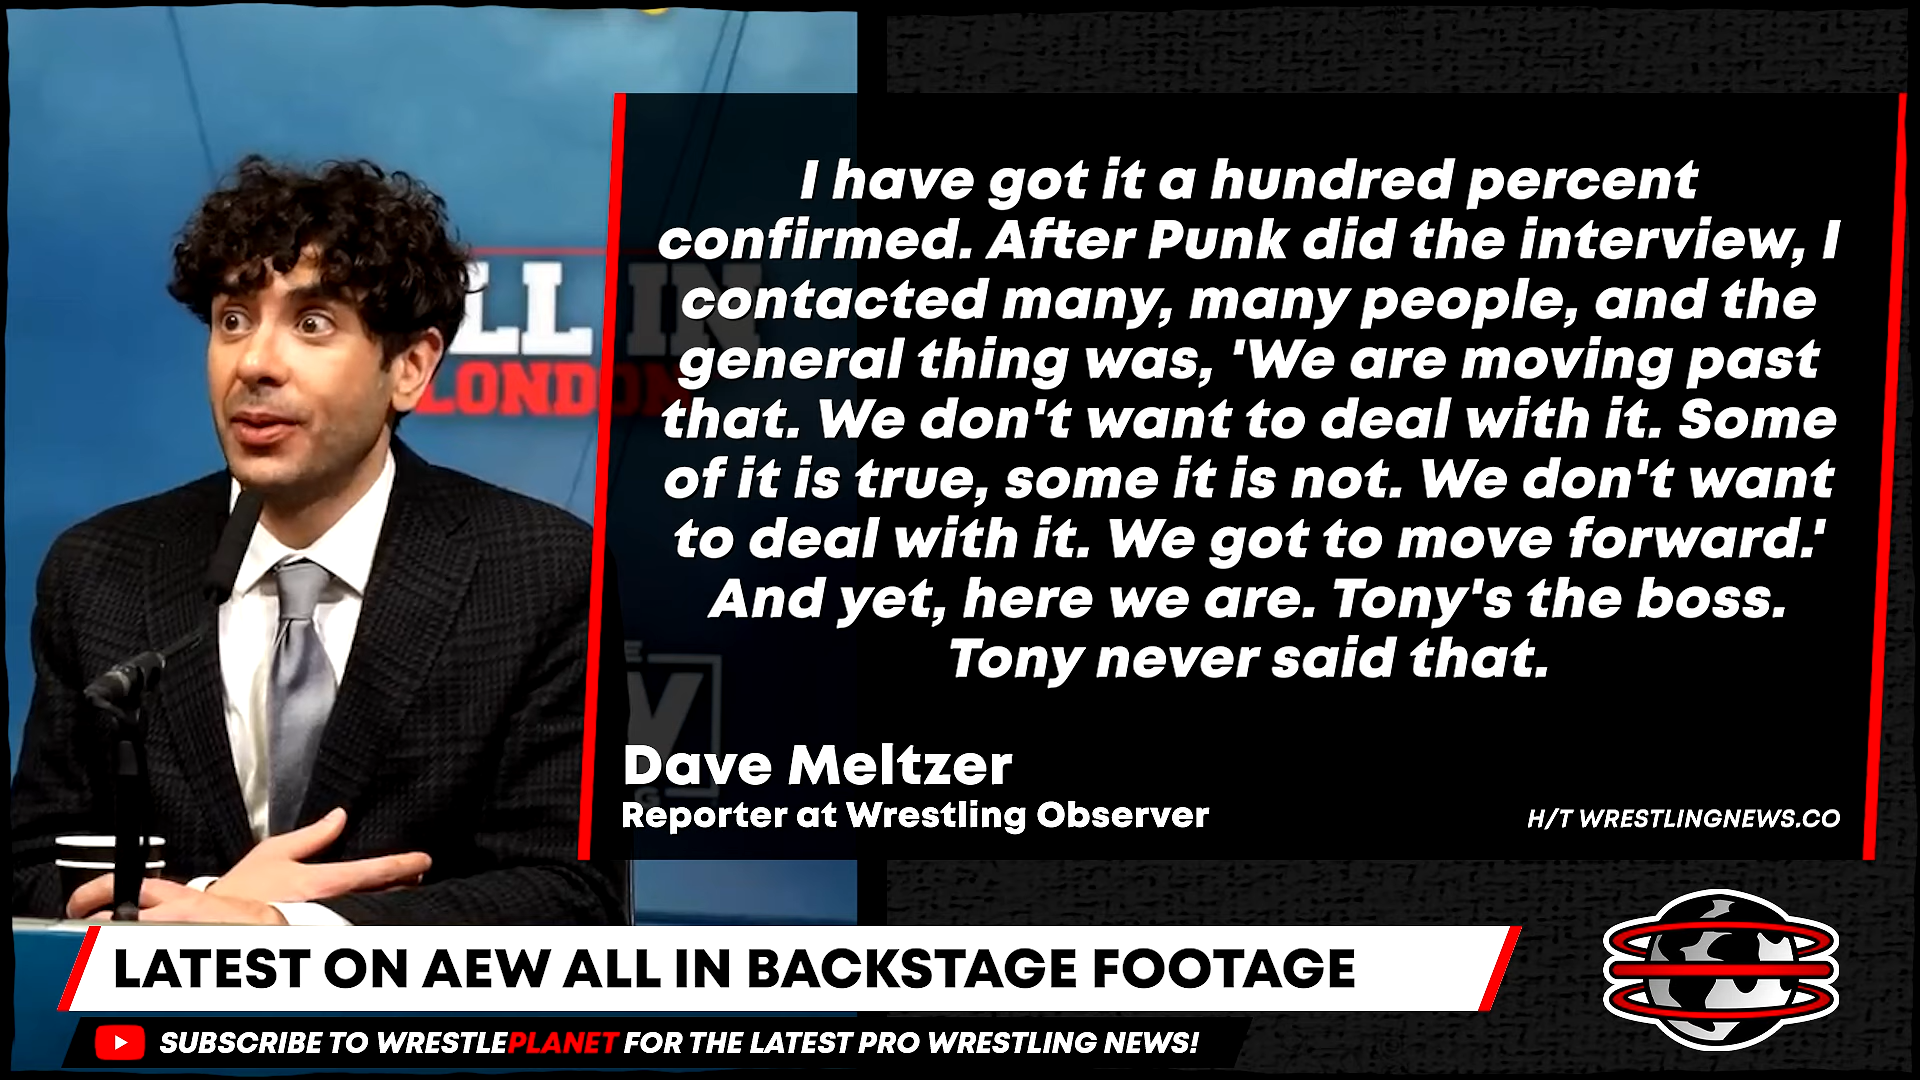 LL IN
LONDON
I have got it a hundred percent
confirmed. After Punk did the interview, I
contacted many, many people, and the
general thing was, 'We are moving past
that. We don't want to deal with it. Some
of it is true, some it is not. We don't want
to deal with it. We got to move forward.'
And yet, here we are. Tony's the boss.
Tony never said that.
Dave Meltzer
Reporter at Wrestling Observer
H/T WRESTLINGNEWS.CO
LATEST ON AEW ALL IN BACKSTAGE FOOTAGE
SUBSCRIBE TO WRESTLEPLANET FOR THE LATEST PRO WRESTLING NEWS!